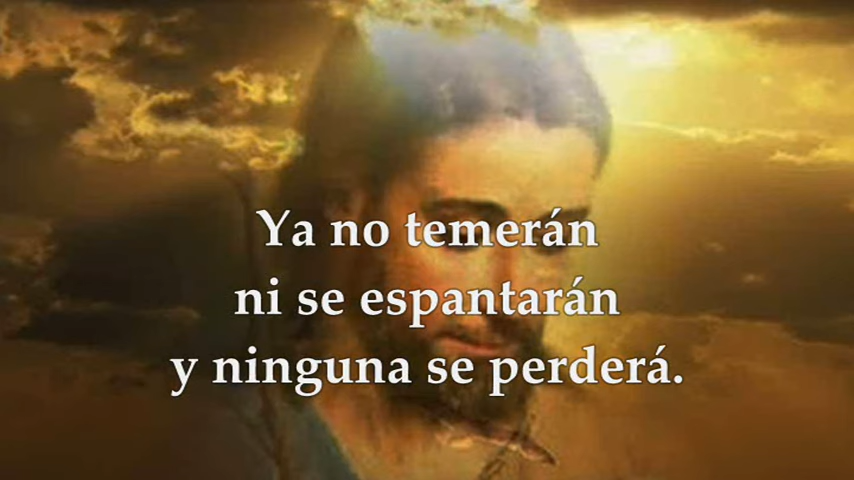 Ya no temerán
ni se espantarán
y ninguna se perderá.